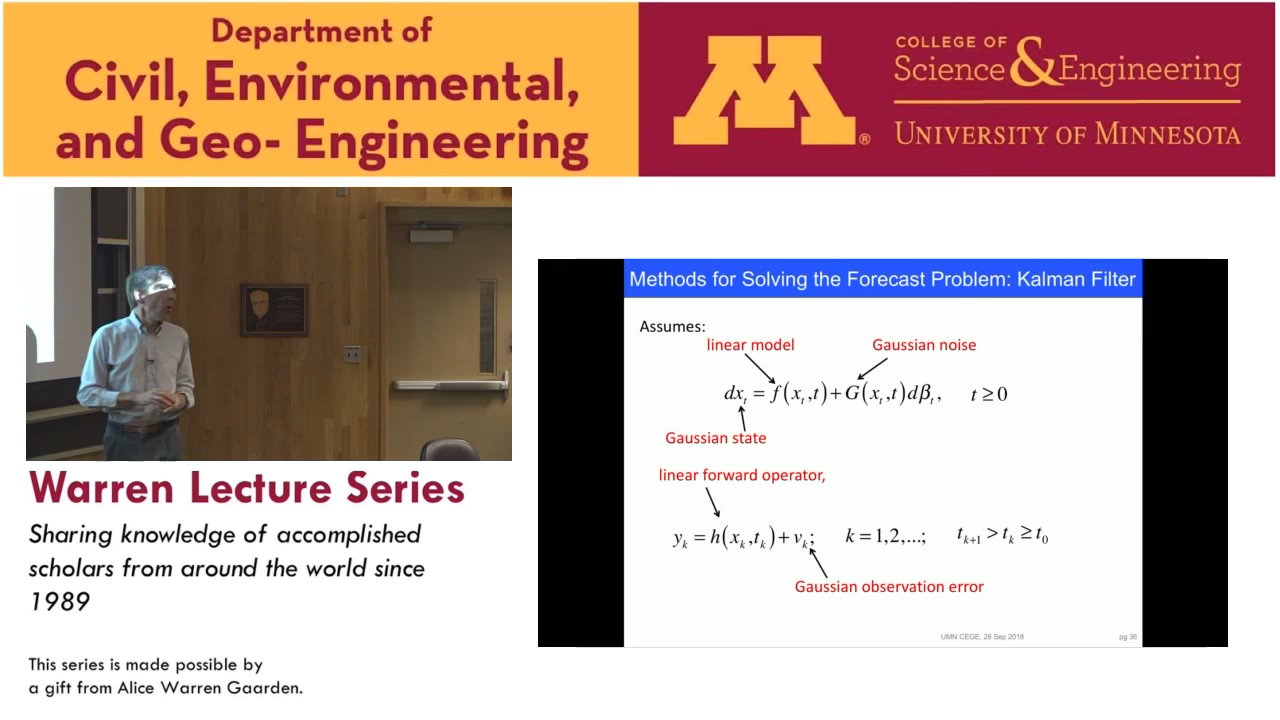 Department of
Civil, Environmental,
and Geo- Engineering
COLLEGE OF
Science & Engineering
UNIVERSITY OF MINNESOTA
M®
Warren Lecture Series
Sharing knowledge of accomplished
scholars from around the world since
1989
This series is made possible by
a gift from Alice Warren Gaarden.
Methods for Solving the Forecast Problem: Kalman Filter
Assumes:
linear model Gaussian noise
dx_t = f(x_t,t) + G(x_t,t)dβ_t, t ≥ 0
Gaussian state
linear forward operator,
y_k = h(x_k,t_k) + v_k; k = 1,2,...; t_{k+1} > t_k ≥ t_0
Gaussian observation error
UMN CEGE, 28 Sep 2018 pg 36